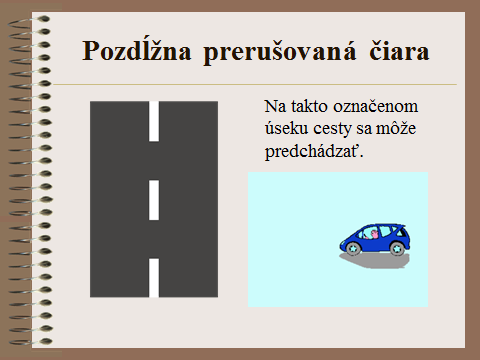 Pozdĺžna prerušovaná čiara
Na takto označenom
úseku cesty sa môže
predchádzať.